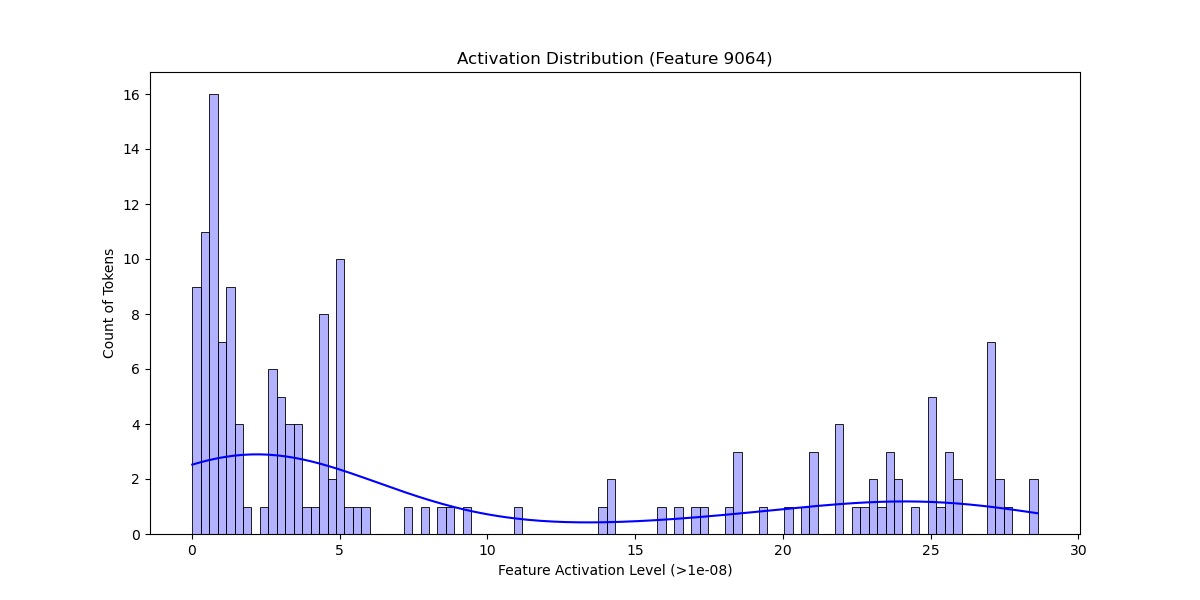 Activation Distribution (Feature 9064)
16
14
12
10
8
6
4
2
0
Count of Tokens
0 5 10 15 20 25 30
Feature Activation Level (>1e-08)